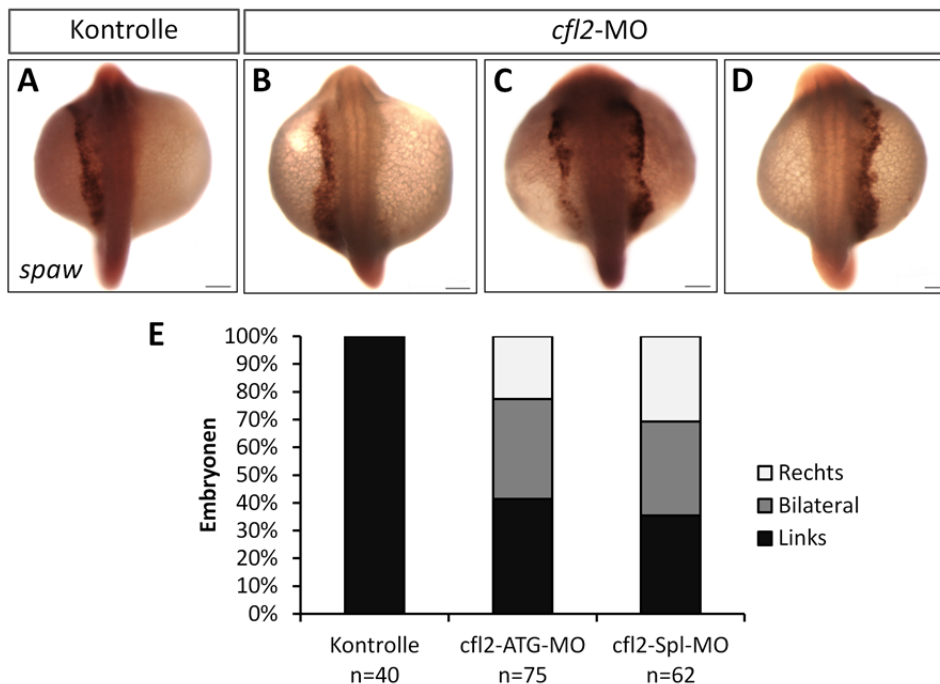 Kontrolle
cfl2-MO
A
B
C
D
spaw
E
100%
90%
80%
70%
60%
50%
40%
30%
20%
10%
0%
Embryonen
Rechts
Bilateral
Links
Kontrolle
n=40
cfl2-ATG-MO
n=75
cfl2-Spl-MO
n=62